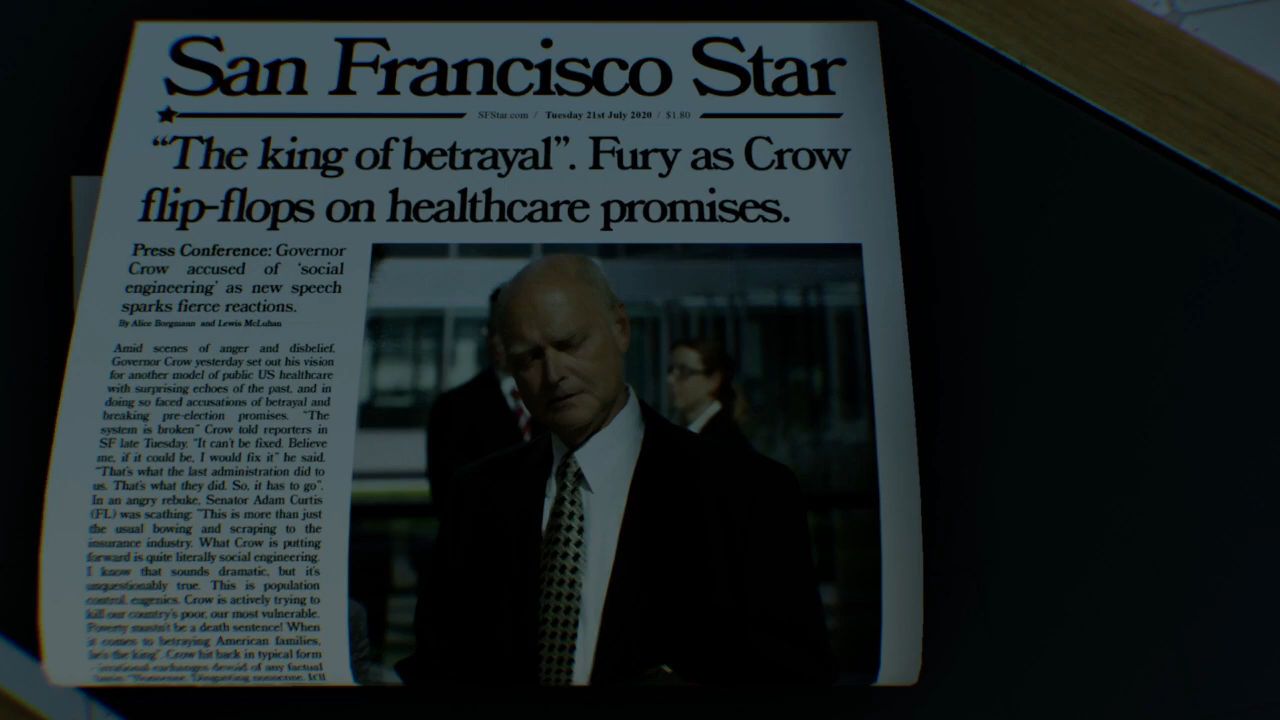 San Francisco Star
SFStar.com / Tuesday 21st July 2020 / $1.80
“The king of betrayal”. Fury as Crow
flip-flops on healthcare promises.
Press Conference: Governor
Crow accused of ‘social
engineering’ as new speech
sparks fierce reactions.
By Alice Borgmann and Lewis McLuhan
Amid scenes of anger and disbelief,
Governor Crow yesterday set out his vision
for another model of public US healthcare
with surprising echoes of the past, and in
doing so faced accusations of betrayal and
breaking pre-election promises. “The
system is broken” Crow told reporters in
SF late Tuesday. “It can't be fixed. Believe
me, if it could be, I would fix it” he said.
“That's what the last administration did to
us. That's what they did. So, it has to go”.
In an angry rebuke, Senator Adam Curtis
(FL) was scathing: “This is more than just
the usual bowing and scraping to the
insurance industry. What Crow is putting
forward is quite literally social engineering.
I know that sounds dramatic, but it's
unquestionably true. This is population
control, eugenics. Crow is actively trying to
kill our country's poor, our most vulnerable.
Poverty mustn't be a death sentence! When
it comes to betraying American families,
he's the king”. Crow hit back in typical form
exchanges devoid of any factual
“Nonsense. Disgusting nonsense. It'll